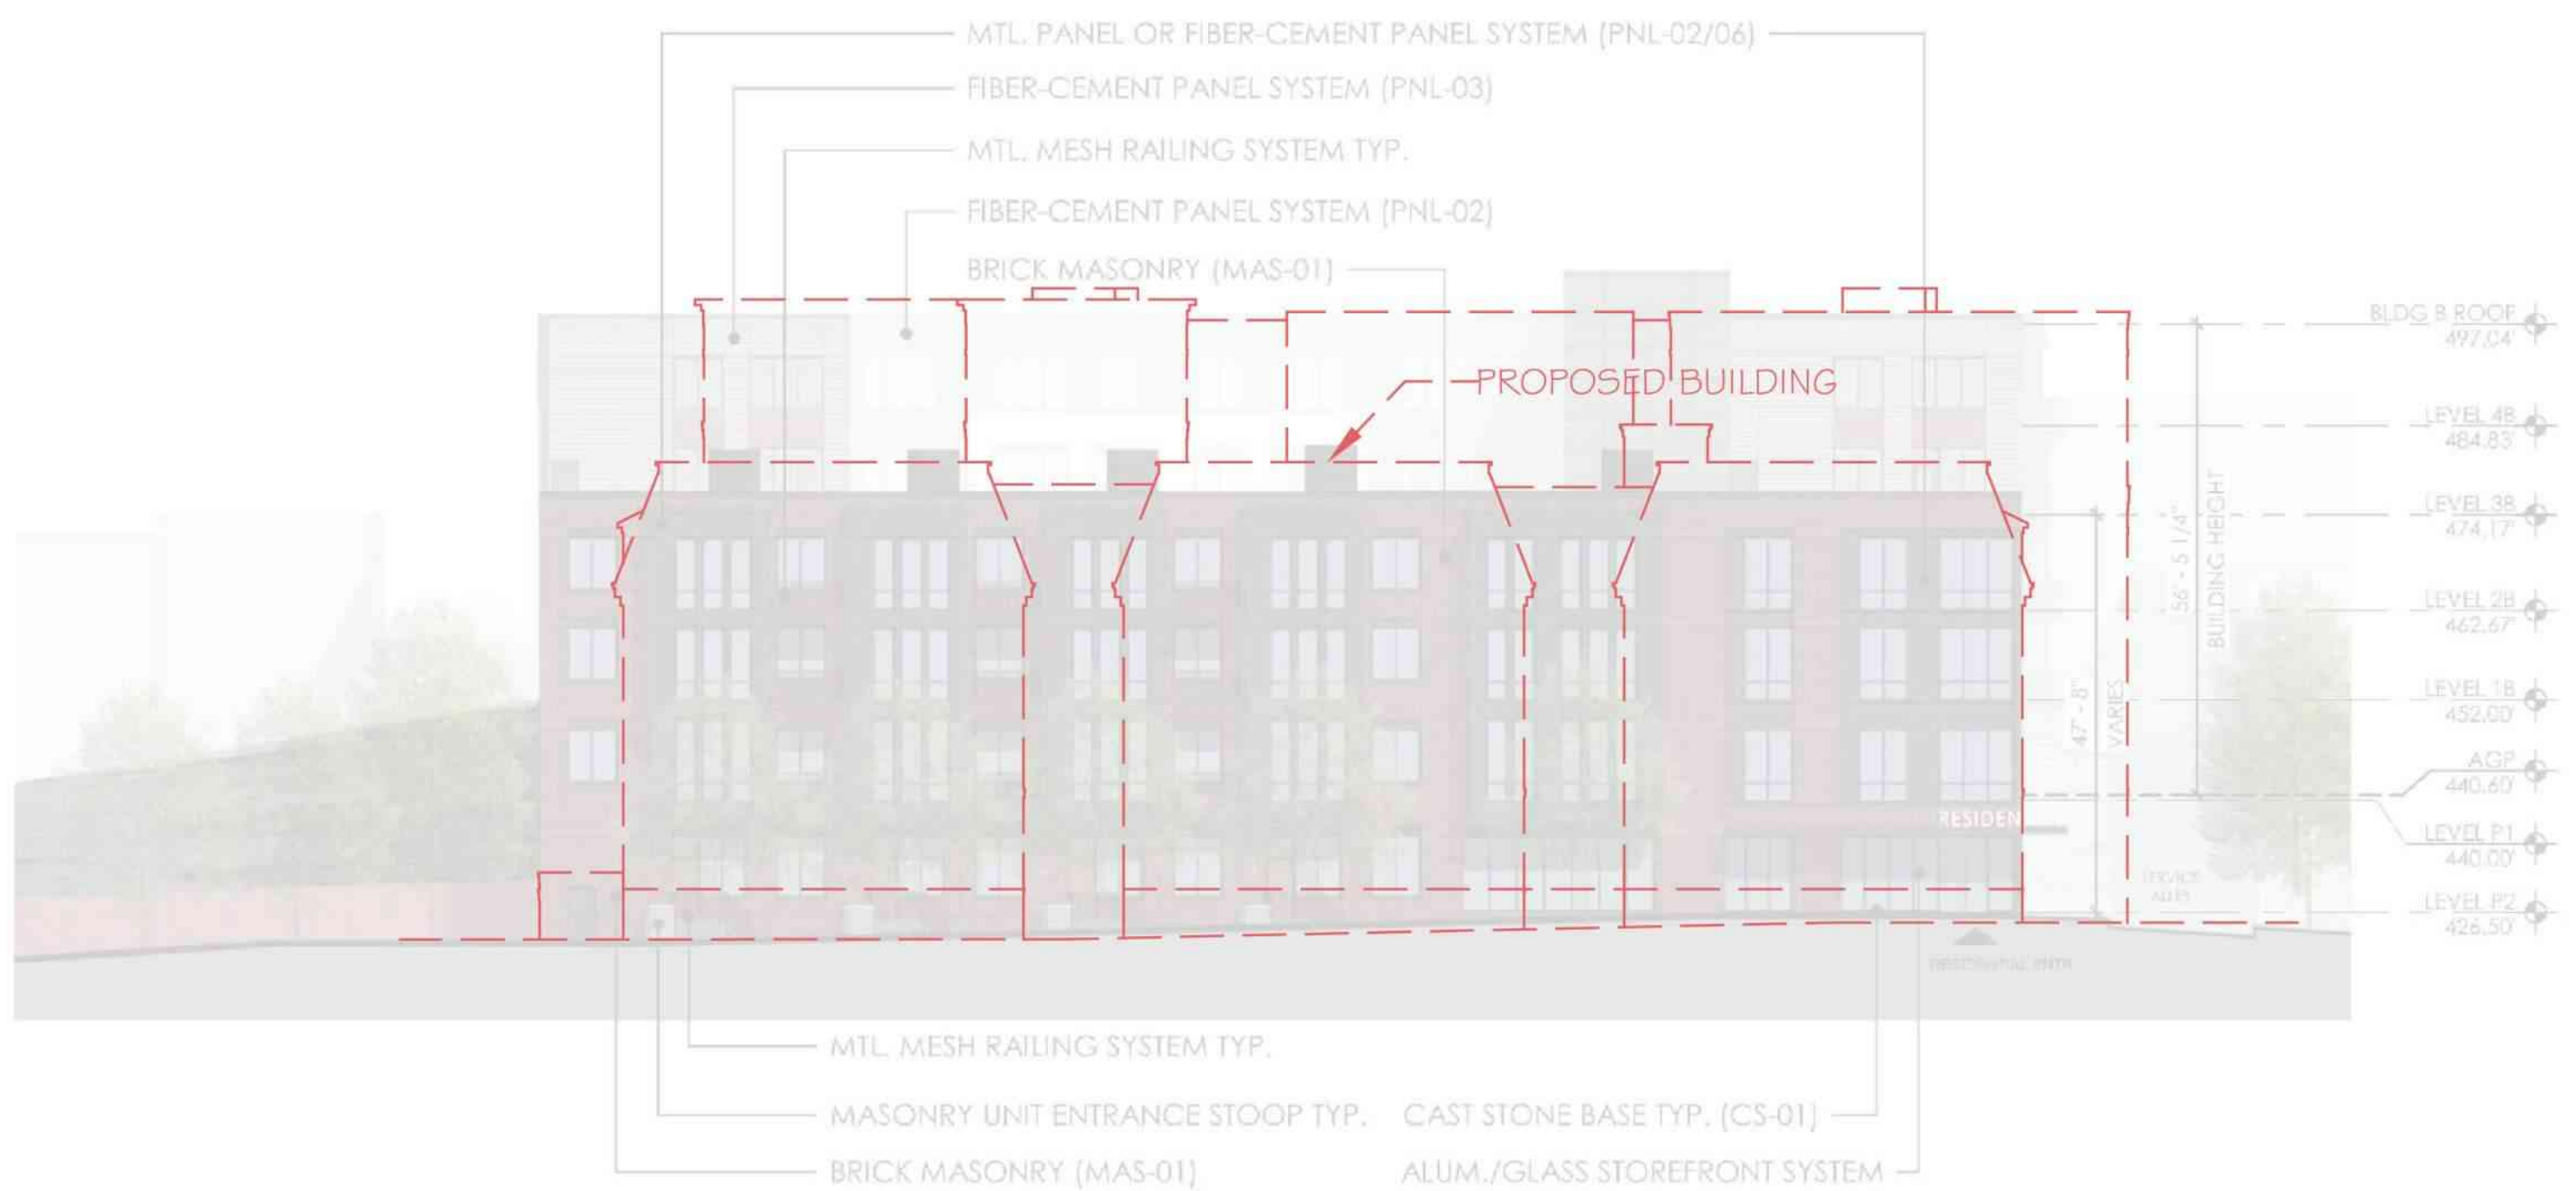 MTL. PANEL OR FIBER-CEMENT PANEL SYSTEM (PNL-02/06)
FIBER-CEMENT PANEL SYSTEM (PNL-03)
MTL. MESH RAILING SYSTEM TYP.
FIBER-CEMENT PANEL SYSTEM (PNL-02)
BRICK MASONRY (MAS-01)
PROPOSED BUILDING
BLDG B ROOF
497.04'
LEVEL 4B
484.83'
LEVEL 3B
474.17'
LEVEL 2B
462.67'
LEVEL 1B
452.00'
AGP
440.60'
LEVEL P1
440.00'
LEVEL P2
426.50'
56' - 5 1/4"
BUILDING HEIGHT
47' - 8"
VARIES
RESIDEN
SERVICE
ALLEY
RESIDENTIAL ENTR
MTL. MESH RAILING SYSTEM TYP.
MASONRY UNIT ENTRANCE STOOP TYP.
CAST STONE BASE TYP. (CS-01)
BRICK MASONRY (MAS-01)
ALUM./GLASS STOREFRONT SYSTEM